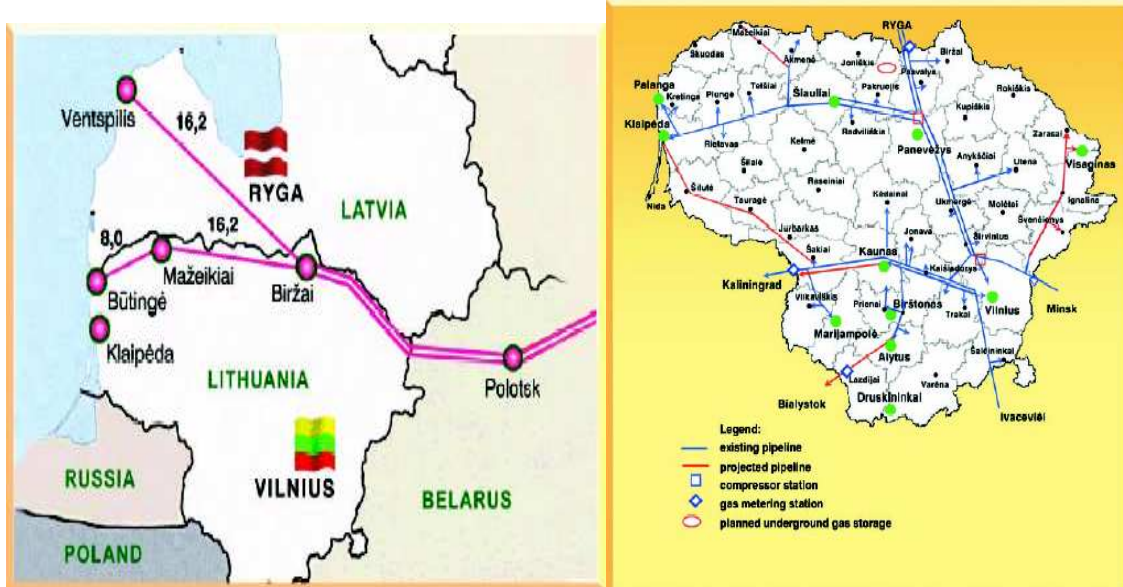 Ventspilis
16,2
RYGA
LATVIA
8,0
16,2
Mažeikiai
Biržai
Būtingė
Klaipėda
LITHUANIA
Polotsk
VILNIUS
RUSSIA
BELARUS
POLAND
RYGA
Mažeikiai
Skuodas
Akmenė
Joniškis
Biržai
Pasvalys
Palanga
Kretinga
Plungė
Telšiai
Šiauliai
Pakruojis
Rokiškis
Kupiškis
Klaipėda
Rietavas
Radviliškis
Panevėžys
Zarasai
Kelmė
Visaginas
Anykščiai
Utena
Šilalė
Raseiniai
Šilutė
Kėdainiai
Ignalina
Nida
Tauragė
Ukmergė
Molėtai
Švenčionys
Jurbarkas
Jonava
Širvintos
Šakiai
Kaunas
Kaišiadorys
Kaliningrad
Vilkaviškis
Prienai
Birštonas
Trakai
Vilnius
Minsk
Marijampolė
Alytus
Šalčininkai
Lazdijai
Varėna
Bialystok
Druskininkai
Ivacevičl
Legend:
existing pipeline
projected pipeline
compressor station
gas metering station
planned underground gas storage